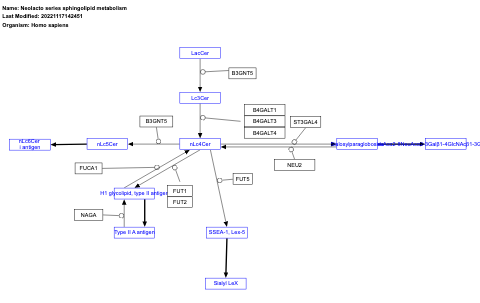 Name: Neolacto series sphingolipid metabolism
Last Modified: 20221117142451
Organism: Homo sapiens
LacCer
B3GNT5
Lc3Cer
B4GALT1
B4GALT3
B4GALT4
B3GNT5
ST3GAL4
nLc6Cer
i antigen
nLc5Cer
nLc4Cer
NEU2
FUCA1
FUT5
H1 glycolipid, type II antigen
FUT1
FUT2
NAGA
Type II A antigen
SSEA-1, Lex-5
Sialyl LeX